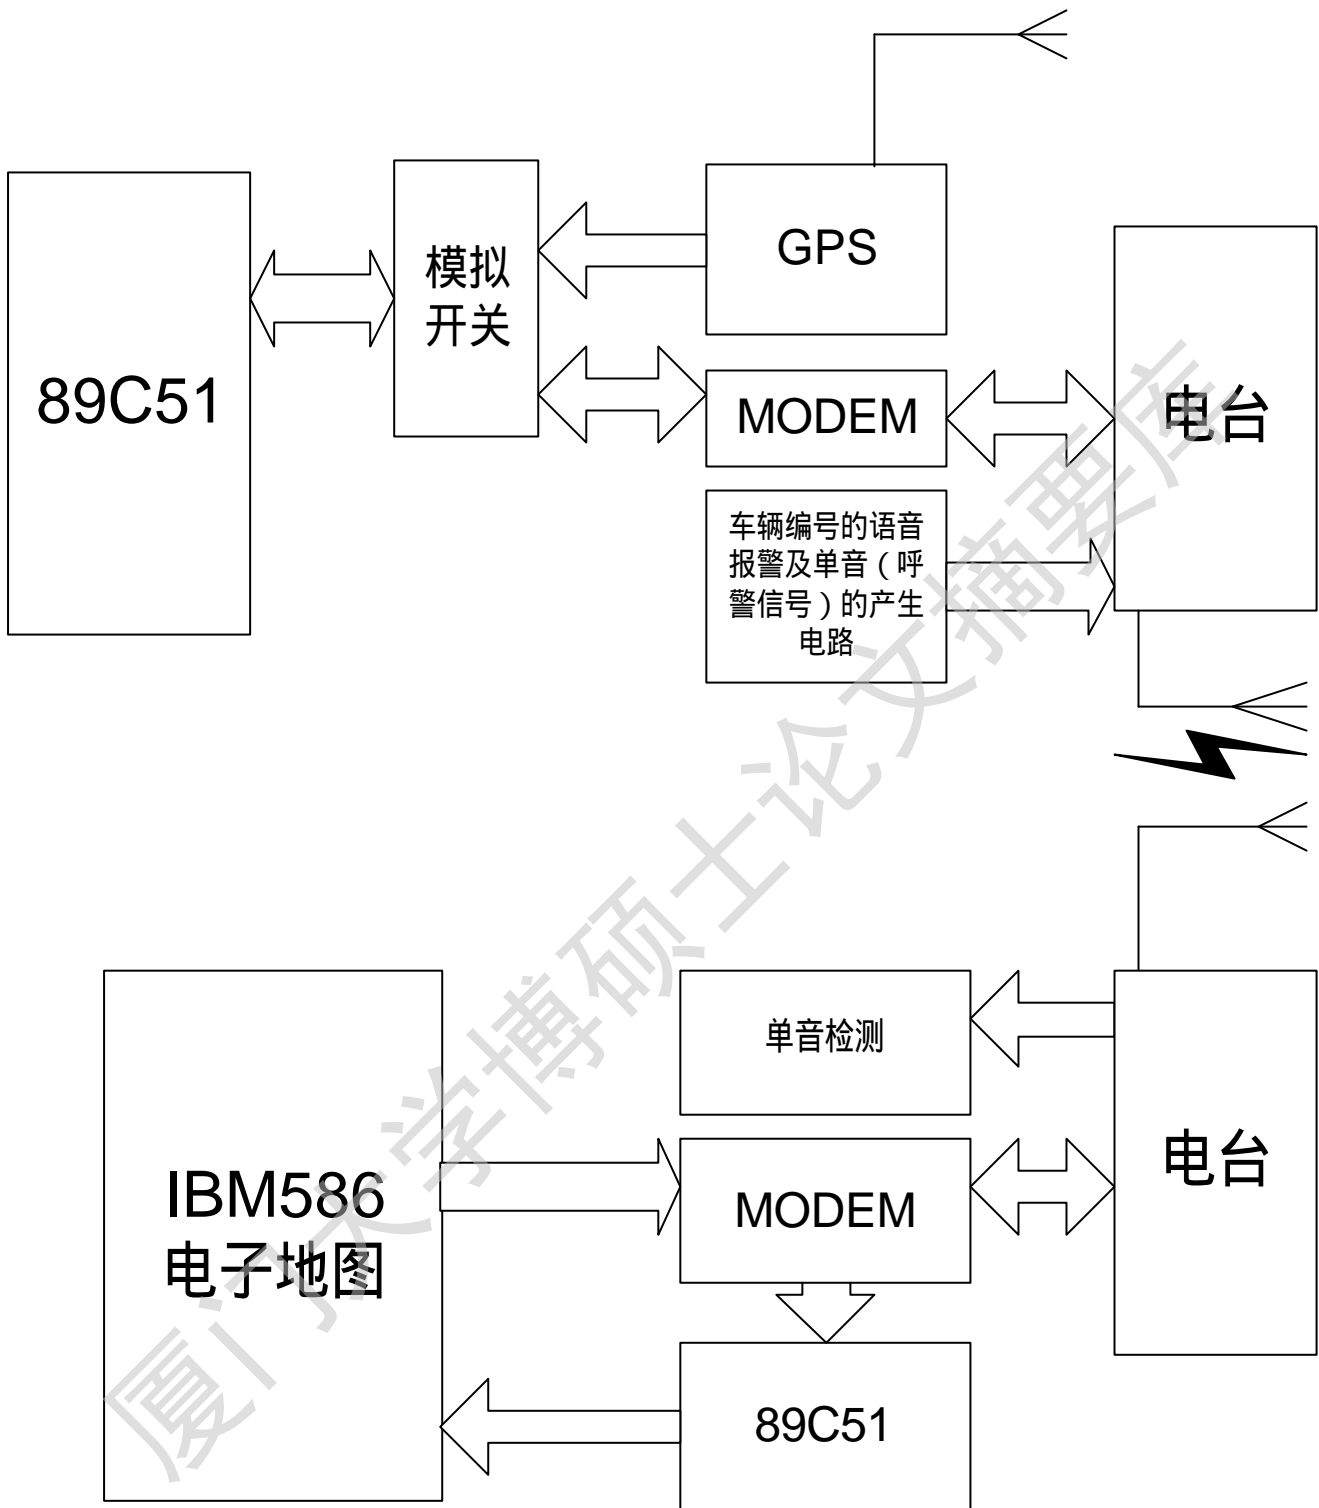 GPS
模拟
开关
89C51
MODEM
电台
车辆编号的语音
报警及单音（呼
警信号）的产生
电路
单音检测
电台
IBM586
电子地图
MODEM
89C51
厦门大学博硕士论文摘要库